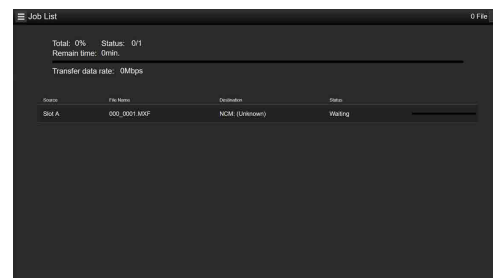 Job List
0 File
Total: 0% Status: 0/1
Remain time: 0min.
Transfer data rate: 0Mbps
Source File Name Destination Status
Slot A 000_0001.MXF NCM: (Unknown) Waiting